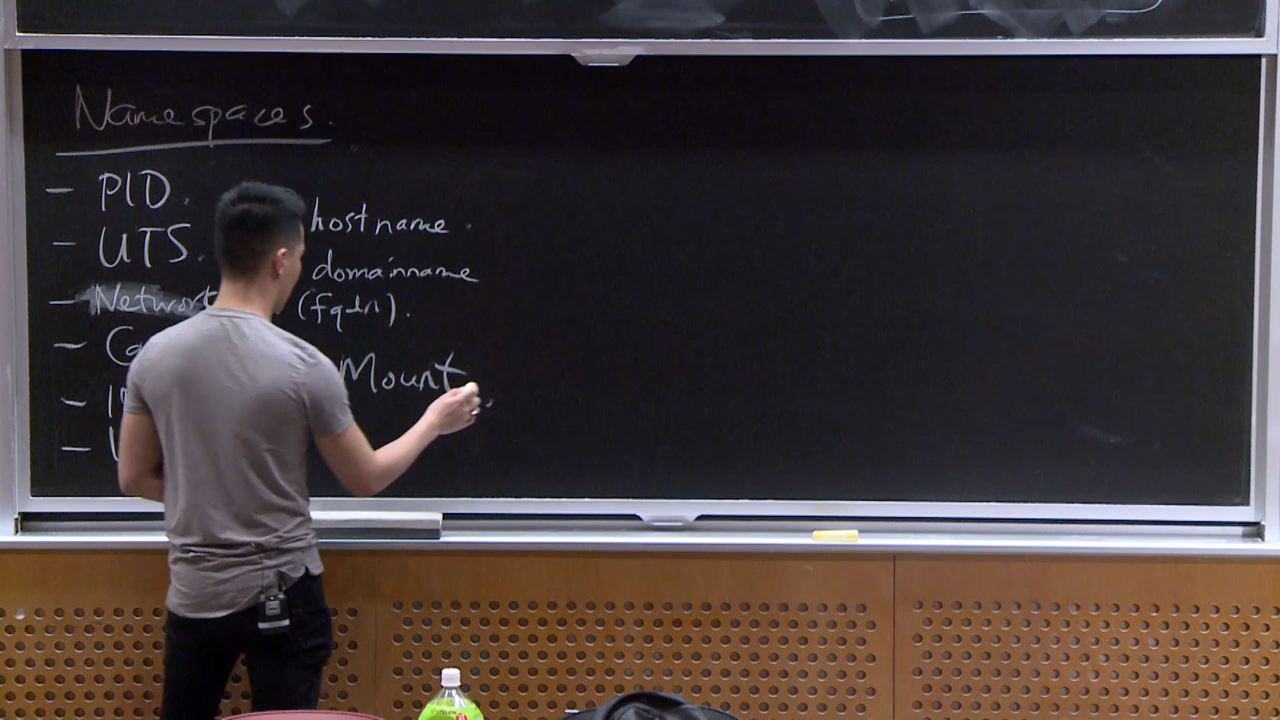 Namespaces.
- PID.
- UTS. hostname.
domainname
- Network (fqdn).
-
- Mount
-